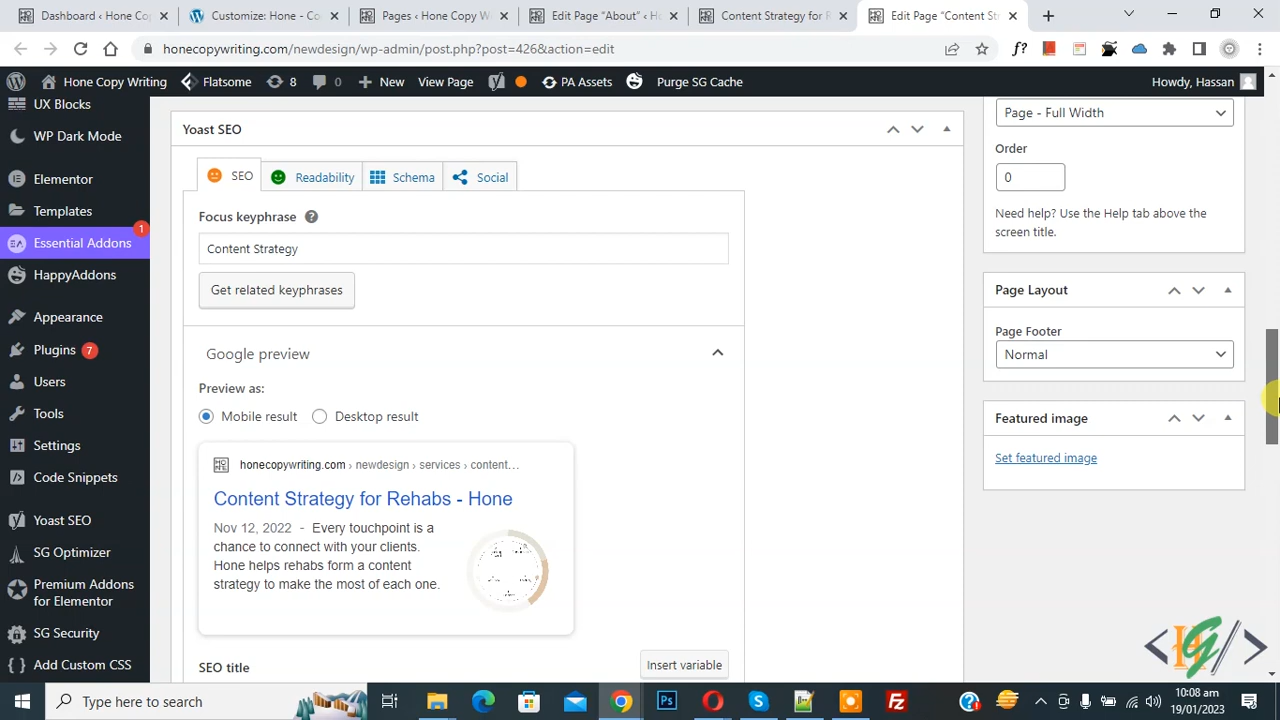 Dashboard ‹ Hone Co
Customize: Hone - Co
Pages ‹ Hone Copy W
Edit Page "About" ‹ H
Content Strategy for R
Edit Page "Content St
honecopywriting.com/newdesign/wp-admin/post.php?post=426&action=edit
f?
Hone Copy Writing
Flatsome
8
1
New
View Page
PA Assets
Purge SG Cache
Howdy, Hassan
UX Blocks
WP Dark Mode
Elementor
Templates
Essential Addons
1
HappyAddons
Appearance
Plugins 7
Users
Tools
Settings
Code Snippets
Yoast SEO
SG Optimizer
Premium Addons
for Elementor
SG Security
Add Custom CSS
Yoast SEO
SEO
Readability
Schema
Social
Focus keyphrase
Content Strategy
Get related keyphrases
Google preview
Preview as:
Mobile result
Desktop result
honecopywriting.com › newdesign › services › content…
Content Strategy for Rehabs - Hone
Nov 12, 2022 - Every touchpoint is a
chance to connect with your clients.
Hone helps rehabs form a content
strategy to make the most of each one.
SEO title
Insert variable
Page - Full Width
Order
0
Need help? Use the Help tab above the
screen title.
Page Layout
Page Footer
Normal
Featured image
Set featured image
HG
Type here to search
10:08 am
19/01/2023